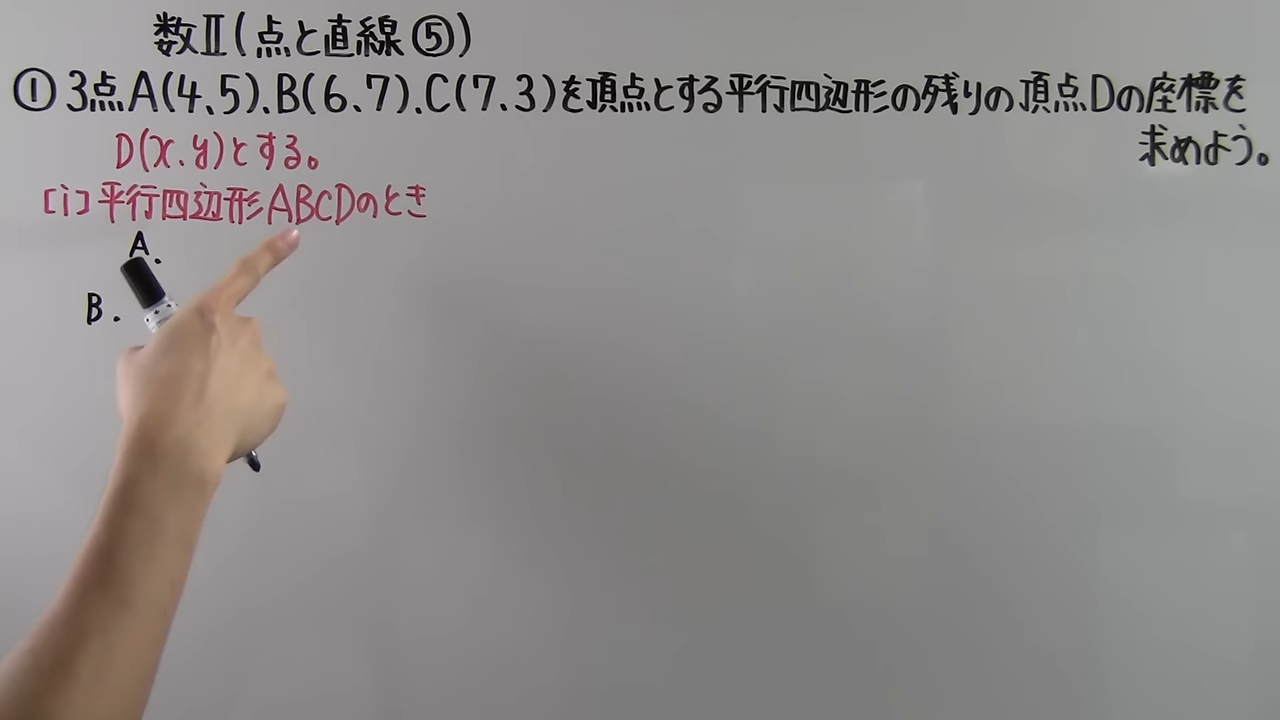 数Ⅱ(点と直線⑤)
① 3点A(4、5)、B(6、7)、C(7、3)を頂点とする平行四辺形の残りの頂点Dの座標を
求めよう。
D(x、y)とする。
[i]平行四辺形ABCDのとき
A.
B.